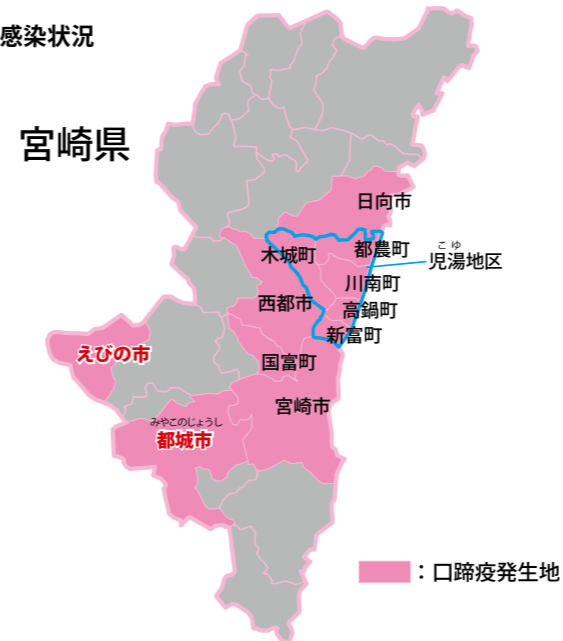 感染状況
宮崎県
日向市
木城町
都農町
こゆ
児湯地区
川南町
西都市
高鍋町
新富町
えびの市
国富町
宮崎市
みやこのじょうし
都城市
：口蹄疫発生地